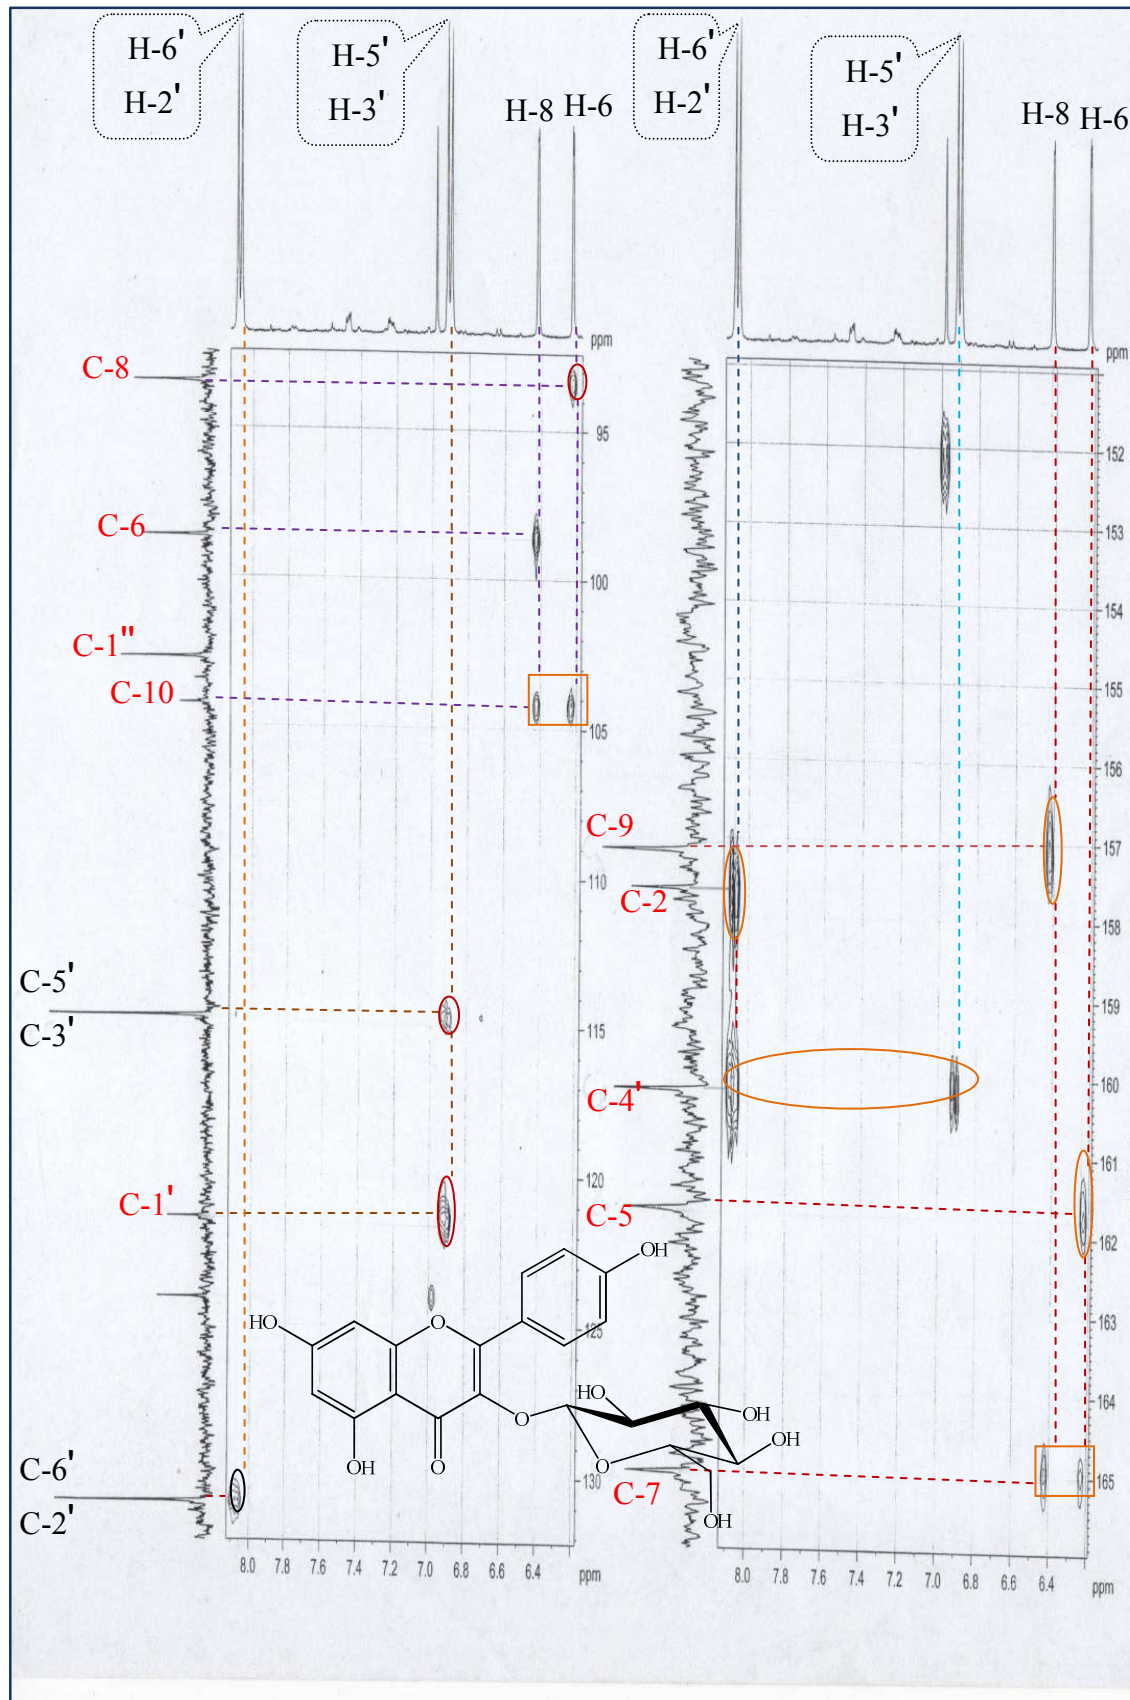 H-6'
H-2'
H-5'
H-3'
H-8
H-6
H-6'
H-2'
H-5'
H-3'
H-8
H-6
ppm
C-8
95
C-6
100
C-1''
C-10
105
110
C-5'
C-3'
115
C-1'
120
125
C-6'
C-2'
130
8.0 7.8 7.6 7.4 7.2 7.0 6.8 6.6 6.4 ppm
ppm
152
153
154
155
156
C-9
157
C-2
158
159
C-4'
160
161
C-5
162
163
164
C-7
165
8.0 7.8 7.6 7.4 7.2 7.0 6.8 6.6 6.4 ppm
OH
HO
O
HO
OH
O
OH
OH
O
O
OH